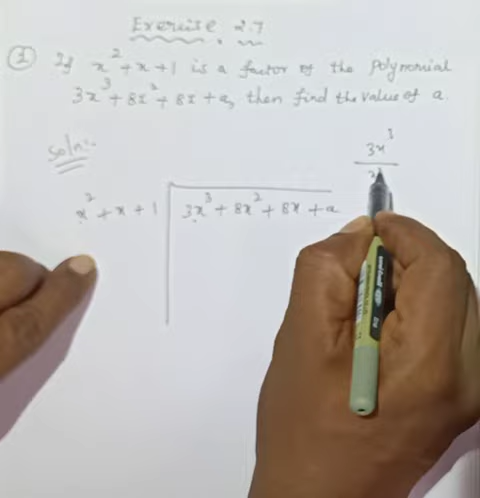 Exercise 2.7
① If x² + x + 1 is a factor of the Polynomial
3x³ + 8x² + 8x + a, then find the value of a.
Soln:-
3x³
x² + x + 1 3x³ + 8x² + 8x + a